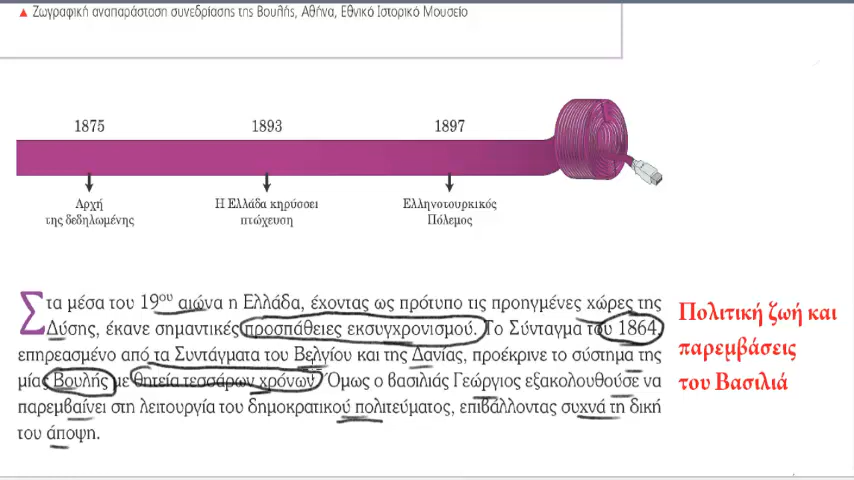 ▲ Ζωγραφική αναπαράσταση συνεδρίασης της Βουλής, Αθήνα, Εθνικό Ιστορικό Μουσείο
1875
1893
1897
Αρχή
της δεδηλωμένης
Η Ελλάδα κηρύσσει
πτώχευση
Ελληνοτουρκικός
Πόλεμος
Στα μέσα του 19ου αιώνα η Ελλάδα, έχοντας ως πρότυπο τις προηγμένες χώρες της
Δύσης, έκανε σημαντικές προσπάθειες εκσυγχρονισμού. Το Σύνταγμα του 1864,
επηρεασμένο από τα Συντάγματα του Βελγίου και της Δανίας, προέκρινε το σύστημα της
μίας Βουλής με θητεία τεσσάρων χρόνων. Όμως ο βασιλιάς Γεώργιος εξακολουθούσε να
παρεμβαίνει στη λειτουργία του δημοκρατικού πολιτεύματος, επιβάλλοντας συχνά τη δική
του άποψη.
Πολιτική ζωή και
παρεμβάσεις
του Βασιλιά